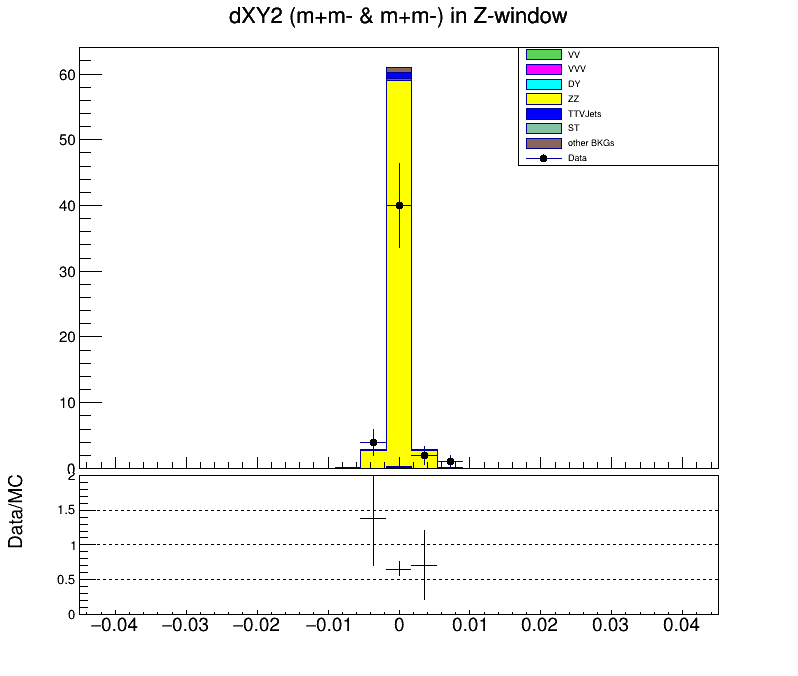 dXY2 (m+m- & m+m-) in Z-window
VV
VVV
DY
ZZ
TTVJets
ST
other BKGs
Data
60
50
40
30
20
10
0
Data/MC
2
1.5
1
0.5
0
−0.04 −0.03 −0.02 −0.01 0 0.01 0.02 0.03 0.04